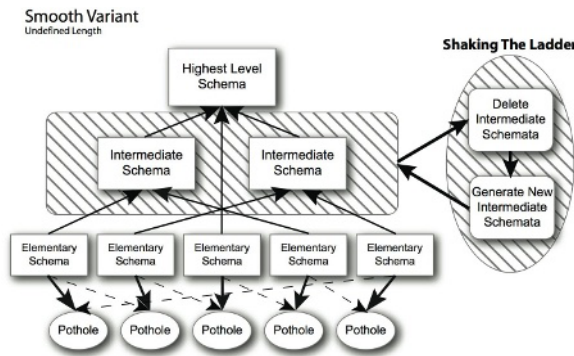 Smooth Variant
Undefined Length
Shaking The Ladder
Highest Level
Schema
Delete
Intermediate
Schemata
Intermediate
Schema
Intermediate
Schema
Generate New
Intermediate
Schemata
Elementary
Schema
Elementary
Schema
Elementary
Schema
Elementary
Schema
Elementary
Schema
Pothole
Pothole
Pothole
Pothole
Pothole